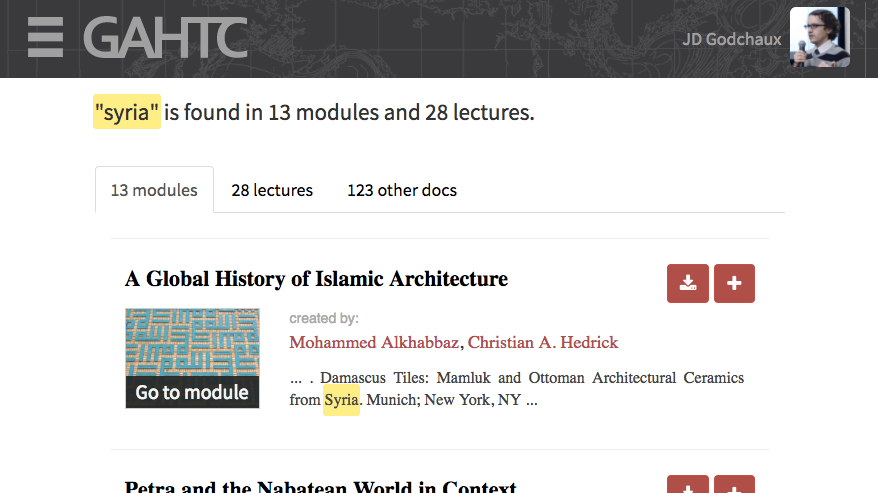 GAHTC
JD Godchaux
"syria" is found in 13 modules and 28 lectures.
13 modules
28 lectures
123 other docs
A Global History of Islamic Architecture
created by:
Mohammed Alkhabbaz, Christian A. Hedrick
... . Damascus Tiles: Mamluk and Ottoman Architectural Ceramics
from Syria. Munich; New York, NY ...
Go to module
Petra and the Nabatean World in Context